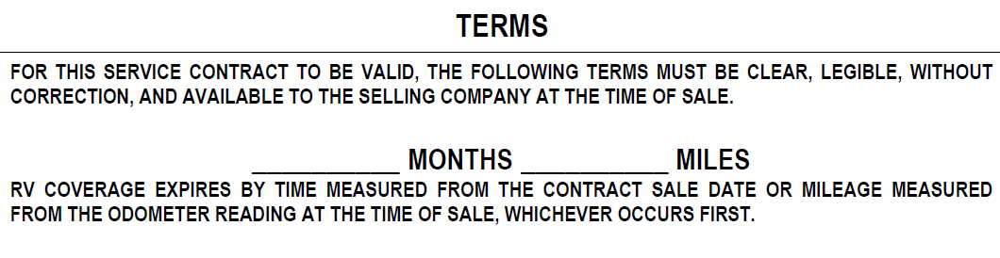 TERMS
FOR THIS SERVICE CONTRACT TO BE VALID, THE FOLLOWING TERMS MUST BE CLEAR, LEGIBLE, WITHOUT
CORRECTION, AND AVAILABLE TO THE SELLING COMPANY AT THE TIME OF SALE.
__________ MONTHS __________ MILES
RV COVERAGE EXPIRES BY TIME MEASURED FROM THE CONTRACT SALE DATE OR MILEAGE MEASURED
FROM THE ODOMETER READING AT THE TIME OF SALE, WHICHEVER OCCURS FIRST.